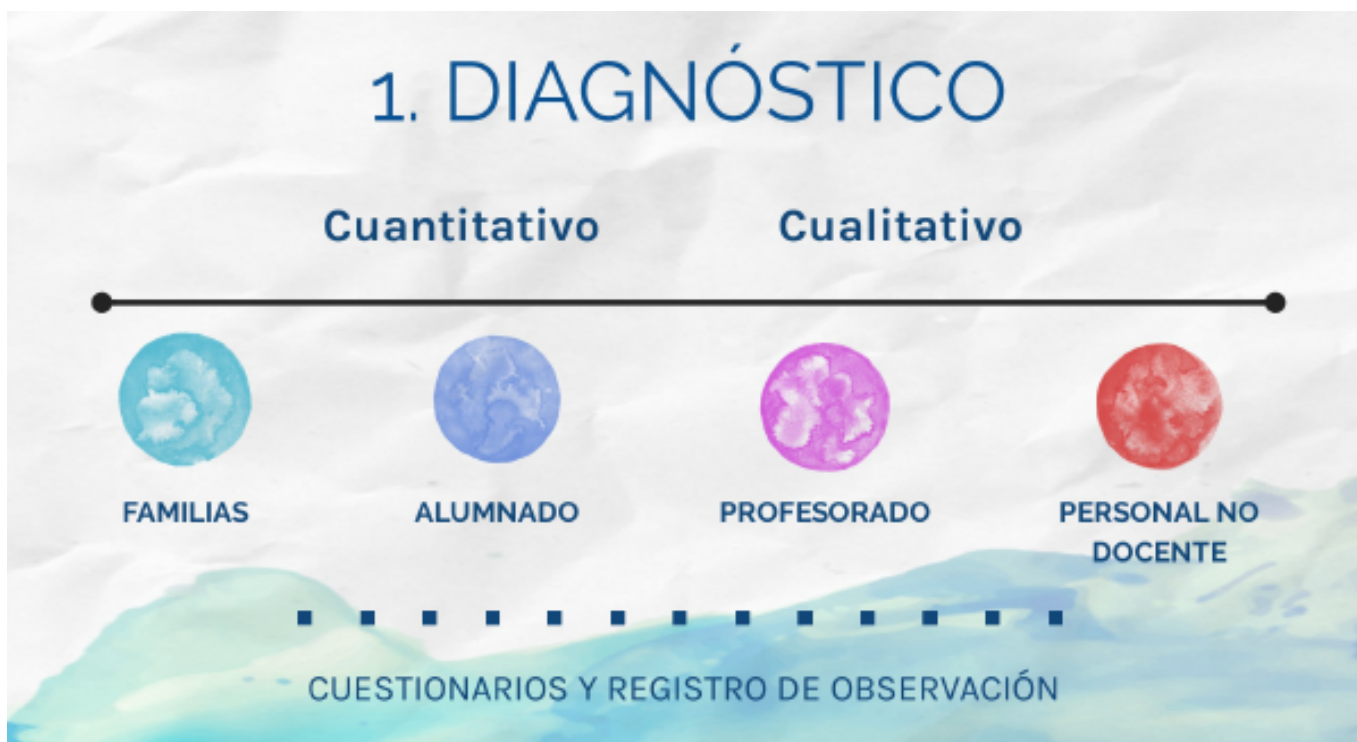 1. DIAGNÓSTICO
Cuantitativo
Cualitativo
FAMILIAS
ALUMNADO
PROFESORADO
PERSONAL NO
DOCENTE
CUESTIONARIOS Y REGISTRO DE OBSERVACIÓN